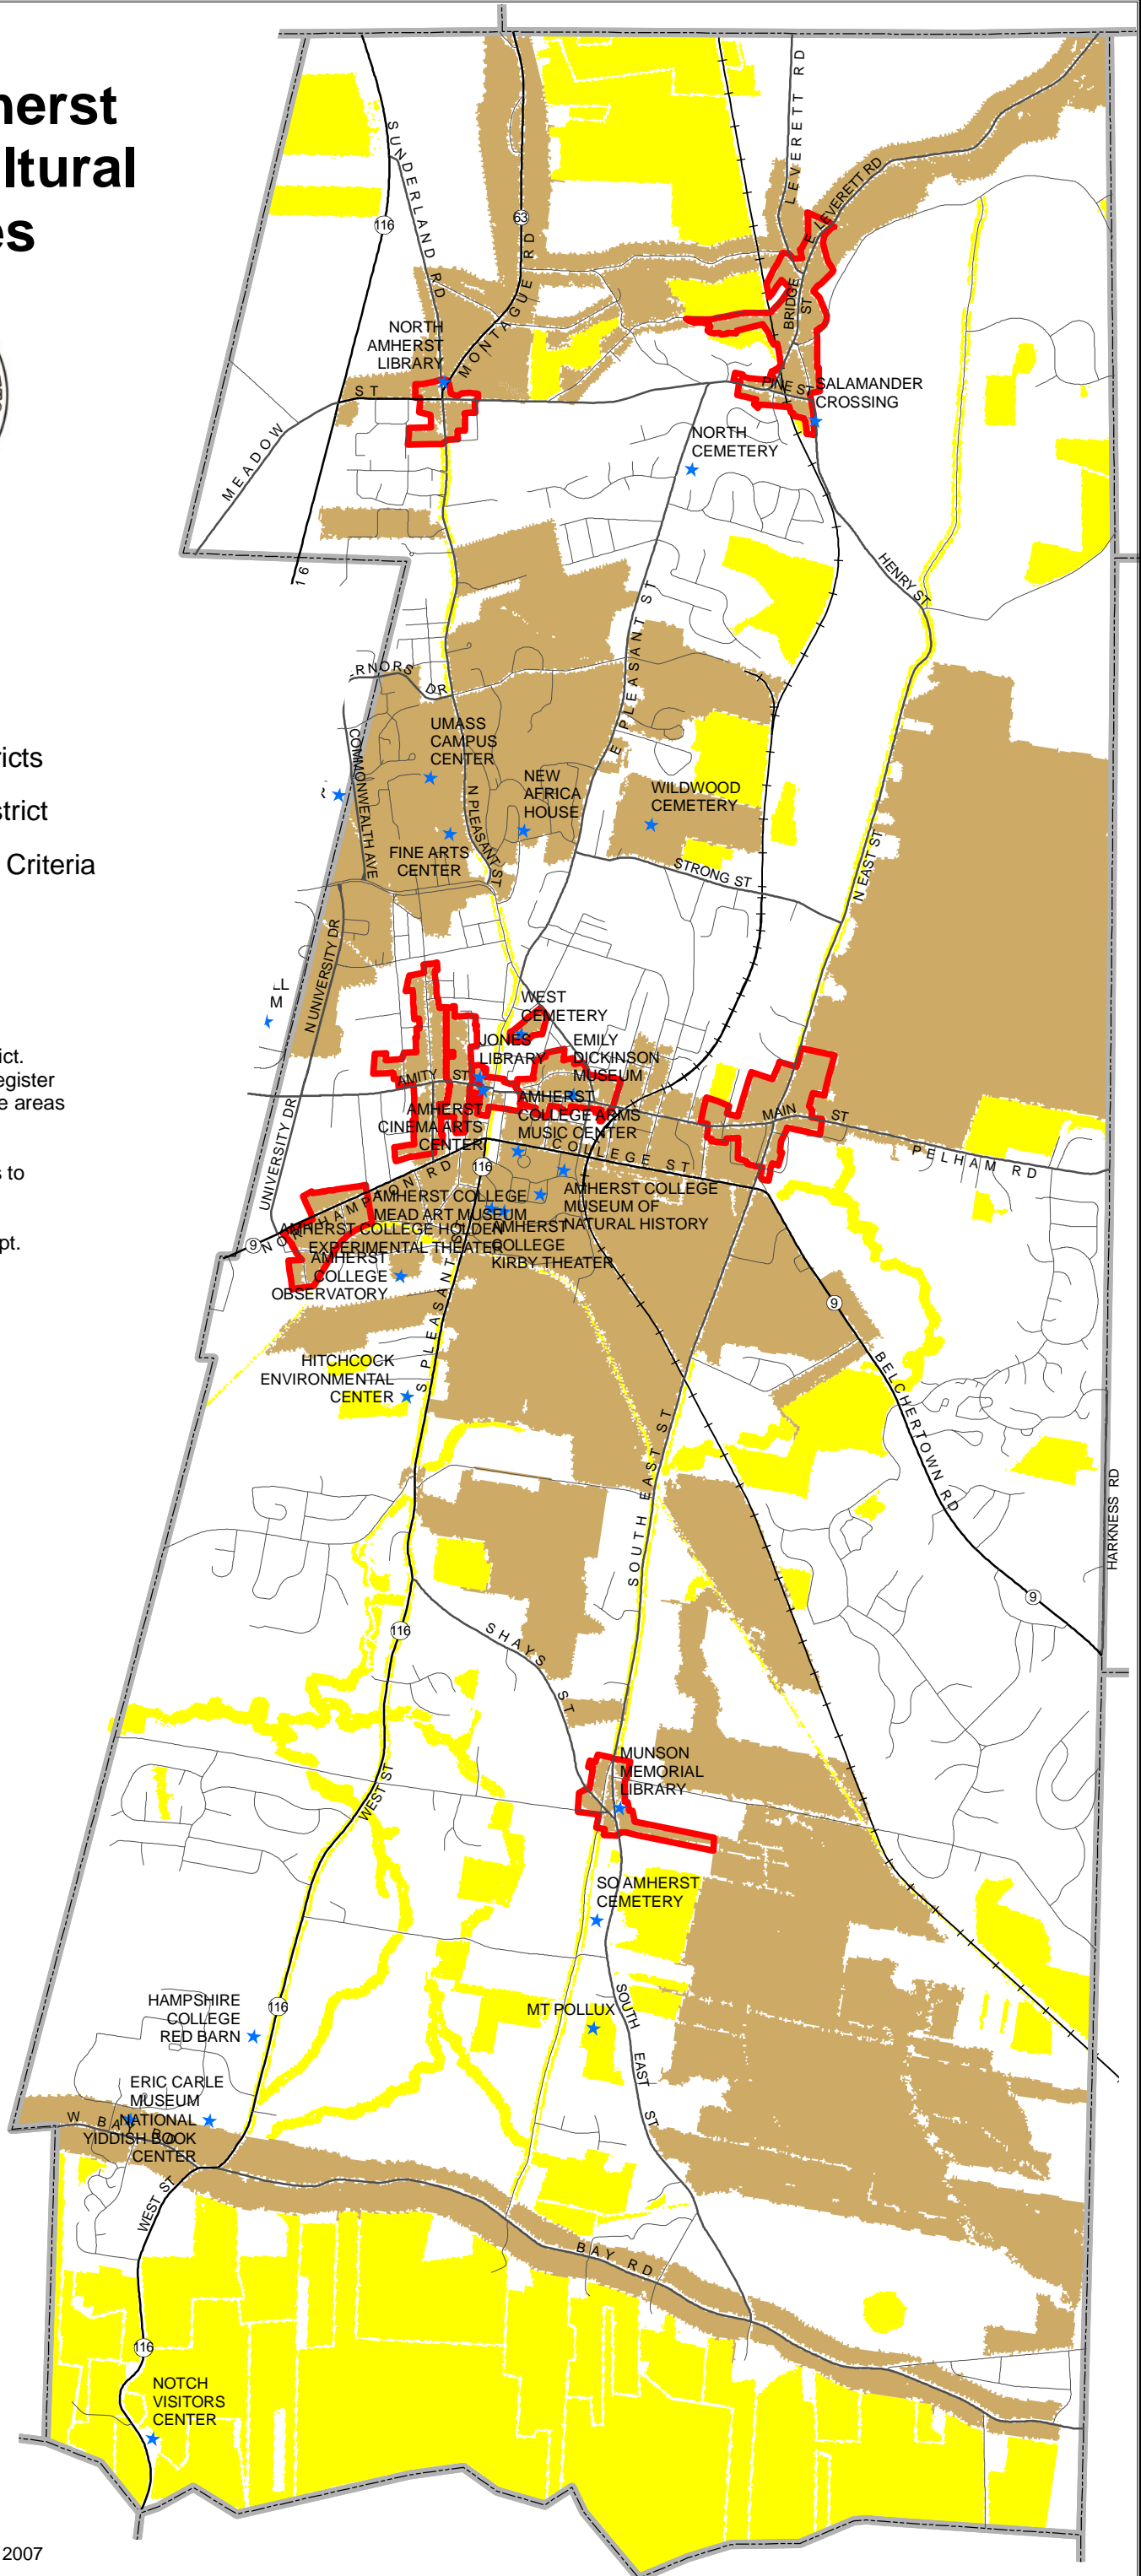 herst
ltural
es
ricts
strict
Criteria
LL
M
ict.
egister
e areas
s to
pt.
2007
SUNDERLAND RD
116
63
MONTAGUE RD
LEVERETT RD
E LEVERETT RD
BRIDGE
ST
NORTH
AMHERST
LIBRARY
ST
MEADOW
PINE ST
SALAMANDER
CROSSING
NORTH
CEMETERY
HENRY ST
16
E PLEASANT ST
RNORS
DR
COMMONWEALTH AVE
UMASS
CAMPUS
CENTER
N PLEASANT ST
NEW
AFRICA
HOUSE
WILDWOOD
CEMETERY
FINE ARTS
CENTER
STRONG ST
N EAST ST
N UNIVERSITY DR
WEST
CEMETERY
JONES
LIBRARY
EMILY
DICKINSON
MUSEUM
AMITY ST
AMHERST
CINEMA ARTS
CENTER
AMHERST
COLLEGE ARMS
MUSIC CENTER
MAIN ST
PELHAM RD
COLLEGE ST
UNIVERSITY DR
116
NORTHAMPTON RD
9
AMHERST COLLEGE
MEAD ART MUSEUM
AMHERST COLLEGE
MUSEUM OF
NATURAL HISTORY
AMHERST COLLEGE HOLDEN
EXPERIMENTAL THEATER
AMHERST
COLLEGE
KIRBY THEATER
AMHERST
COLLEGE
OBSERVATORY
S PLEASANT S
9
HITCHCOCK
ENVIRONMENTAL
CENTER
BELCHERTOWN RD
SOUTH EAST ST
HARKNESS RD
9
116
SHAYS ST
WEST ST
MUNSON
MEMORIAL
LIBRARY
SO AMHERST
CEMETERY
HAMPSHIRE
COLLEGE
RED BARN
116
MT POLLUX
SOUTH EAST ST
ERIC CARLE
MUSEUM
W BAY RD
NATIONAL
YIDDISH BOOK
CENTER
WEST ST
BAY RD
116
NOTCH
VISITORS
CENTER